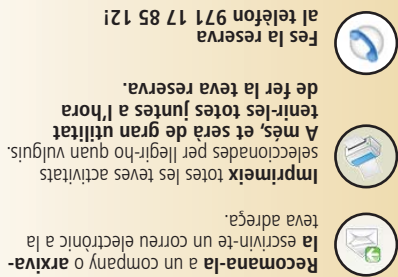 Recomana-la a un company o arxiva-
la escrivin-te un correu electrònic a la
teva adreça.
Imprimeix totes les teves activitats
seleccionades per llegir-ho quan vulguis.
A més, et serà de gran utilitat
tenir-les totes juntes a l'hora
de fer la teva reserva.
Fes la reserva
al telèfon 971 17 85 12!